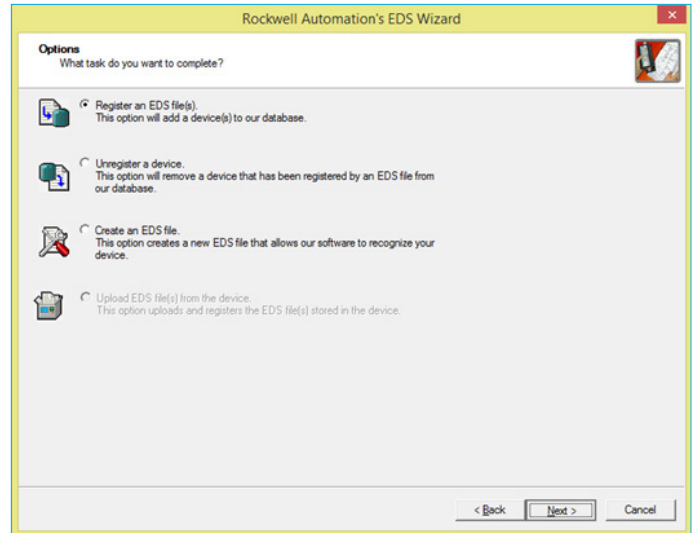 Rockwell Automation's EDS Wizard
Options
What task do you want to complete?
Register an EDS file(s).
This option will add a device(s) to our database.
Unregister a device.
This option will remove a device that has been registered by an EDS file from
our database.
Create an EDS file.
This option creates a new EDS file that allows our software to recognize your
device.
Upload EDS file(s) from the device.
This option uploads and registers the EDS file(s) stored in the device.
< Back Next > Cancel